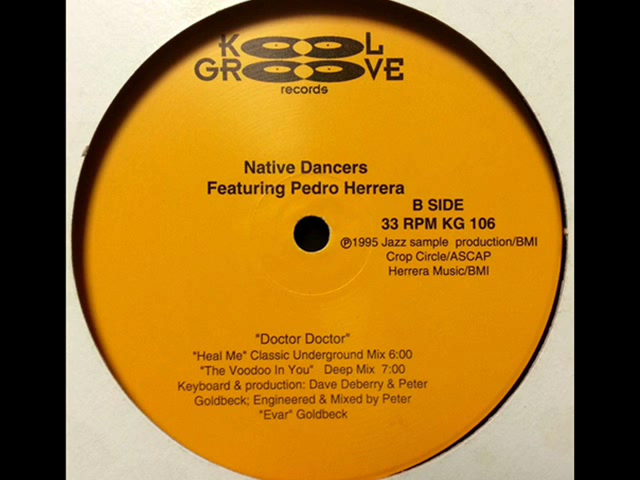 KOOL
GROOVE
records
Native Dancers
Featuring Pedro Herrera
B SIDE
33 RPM KG 106
℗1995 Jazz sample production/BMI
Crop Circle/ASCAP
Herrera Music/BMI
"Doctor Doctor"
"Heal Me" Classic Underground Mix 6:00
"The Voodoo In You" Deep Mix 7:00
Keyboard & production: Dave Deberry & Peter
Goldbeck; Engineered & Mixed by Peter
"Evar" Goldbeck